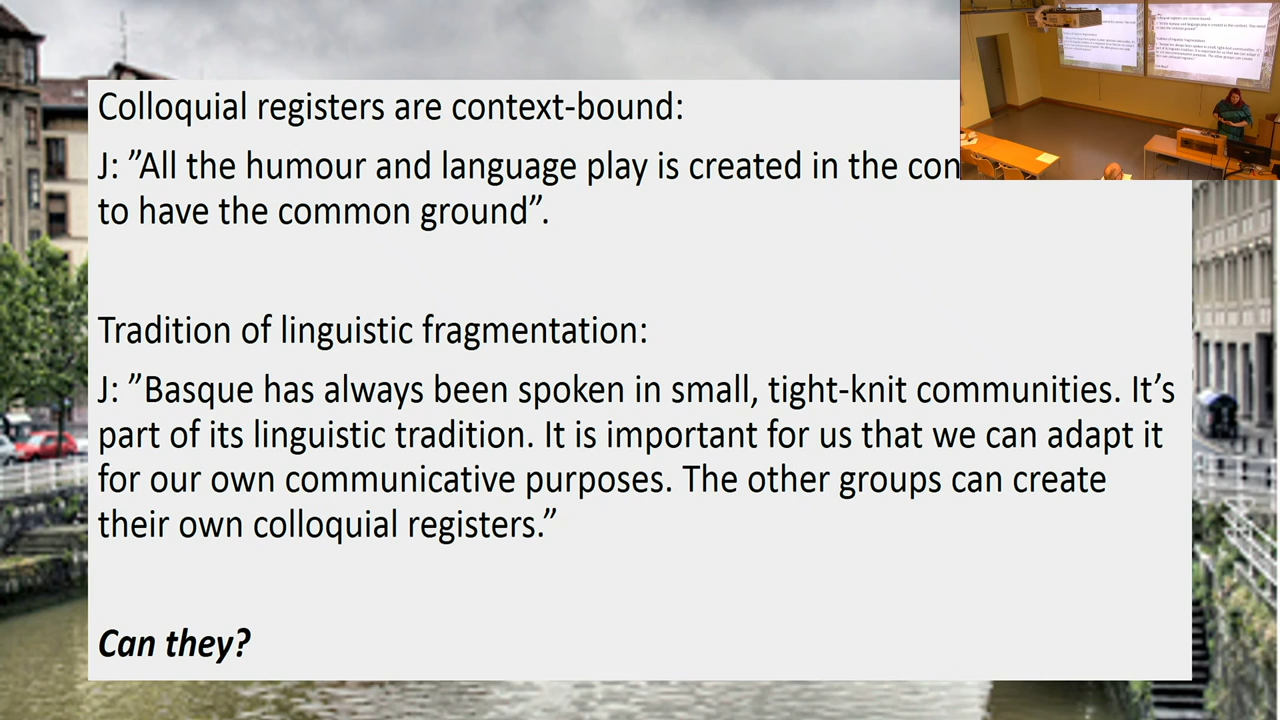 Colloquial registers are context-bound:
J: ”All the humour and language play is created in the
to have the common ground”.
Tradition of linguistic fragmentation:
J: ”Basque has always been spoken in small, tight-knit communities. It’s
part of its linguistic tradition. It is important for us that we can adapt it
for our own communicative purposes. The other groups can create
their own colloquial registers.”
Can they?